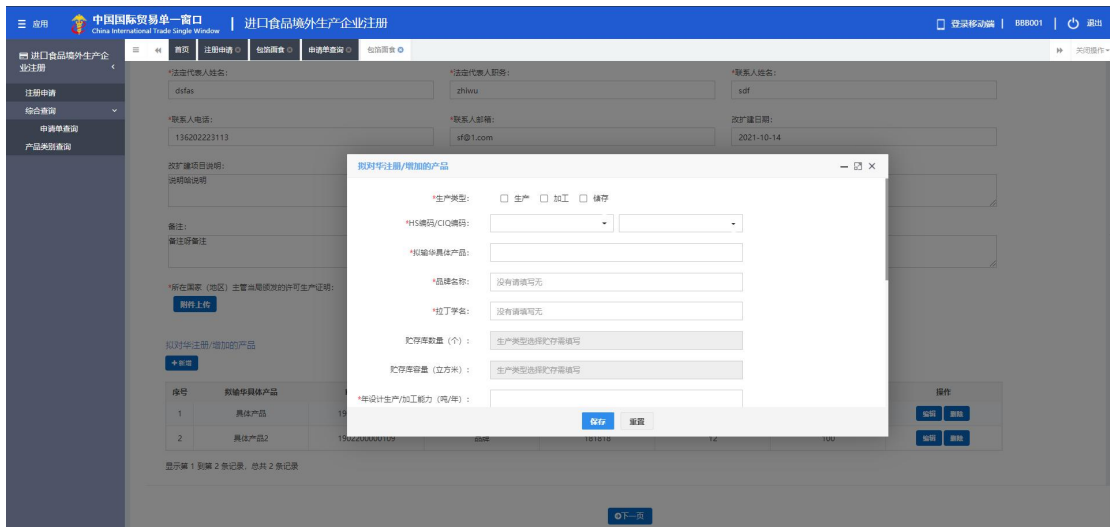 ☰ 应用 中国国际贸易单一窗口 | 进口食品境外生产企业注册 登录移动端 | BBB001 | 退出
China International Trade Single Window
进口食品境外生产企业注册
首页 注册申请 包馅面食 申请单查询 包馅面食 关闭操作
注册申请
综合查询
申请单查询
产品类别查询
*法定代表人姓名: *法定代表人职务: *联系人姓名:
dsfas zhiwu sdf
*联系人电话: *联系人邮箱: 改扩建日期:
136202223113 sf@1.com 2021-10-14
改扩建项目说明:
说明哈说明
备注:
备注呀备注
*所在国家（地区）主管当局颁发的许可生产证明:
附件上传
拟对华注册/增加的产品
+新增
序号 拟输华具体产品 操作
1 具体产品 19 编辑 删除
2 具体产品2 1902200000109 品牌 181818 12 100 编辑 删除
显示第 1 到第 2 条记录，总共 2 条记录
下一页
拟对华注册/增加的产品
*生产类型: 生产 加工 储存
*HS编码/CIQ编码:
*拟输华具体产品:
*品牌名称: 没有请填写无
*拉丁学名: 没有请填写无
贮存库数量（个）: 生产类型选择贮存需填写
贮存库容量（立方米）: 生产类型选择贮存需填写
*年设计生产/加工能力（吨/年）:
保存 重置